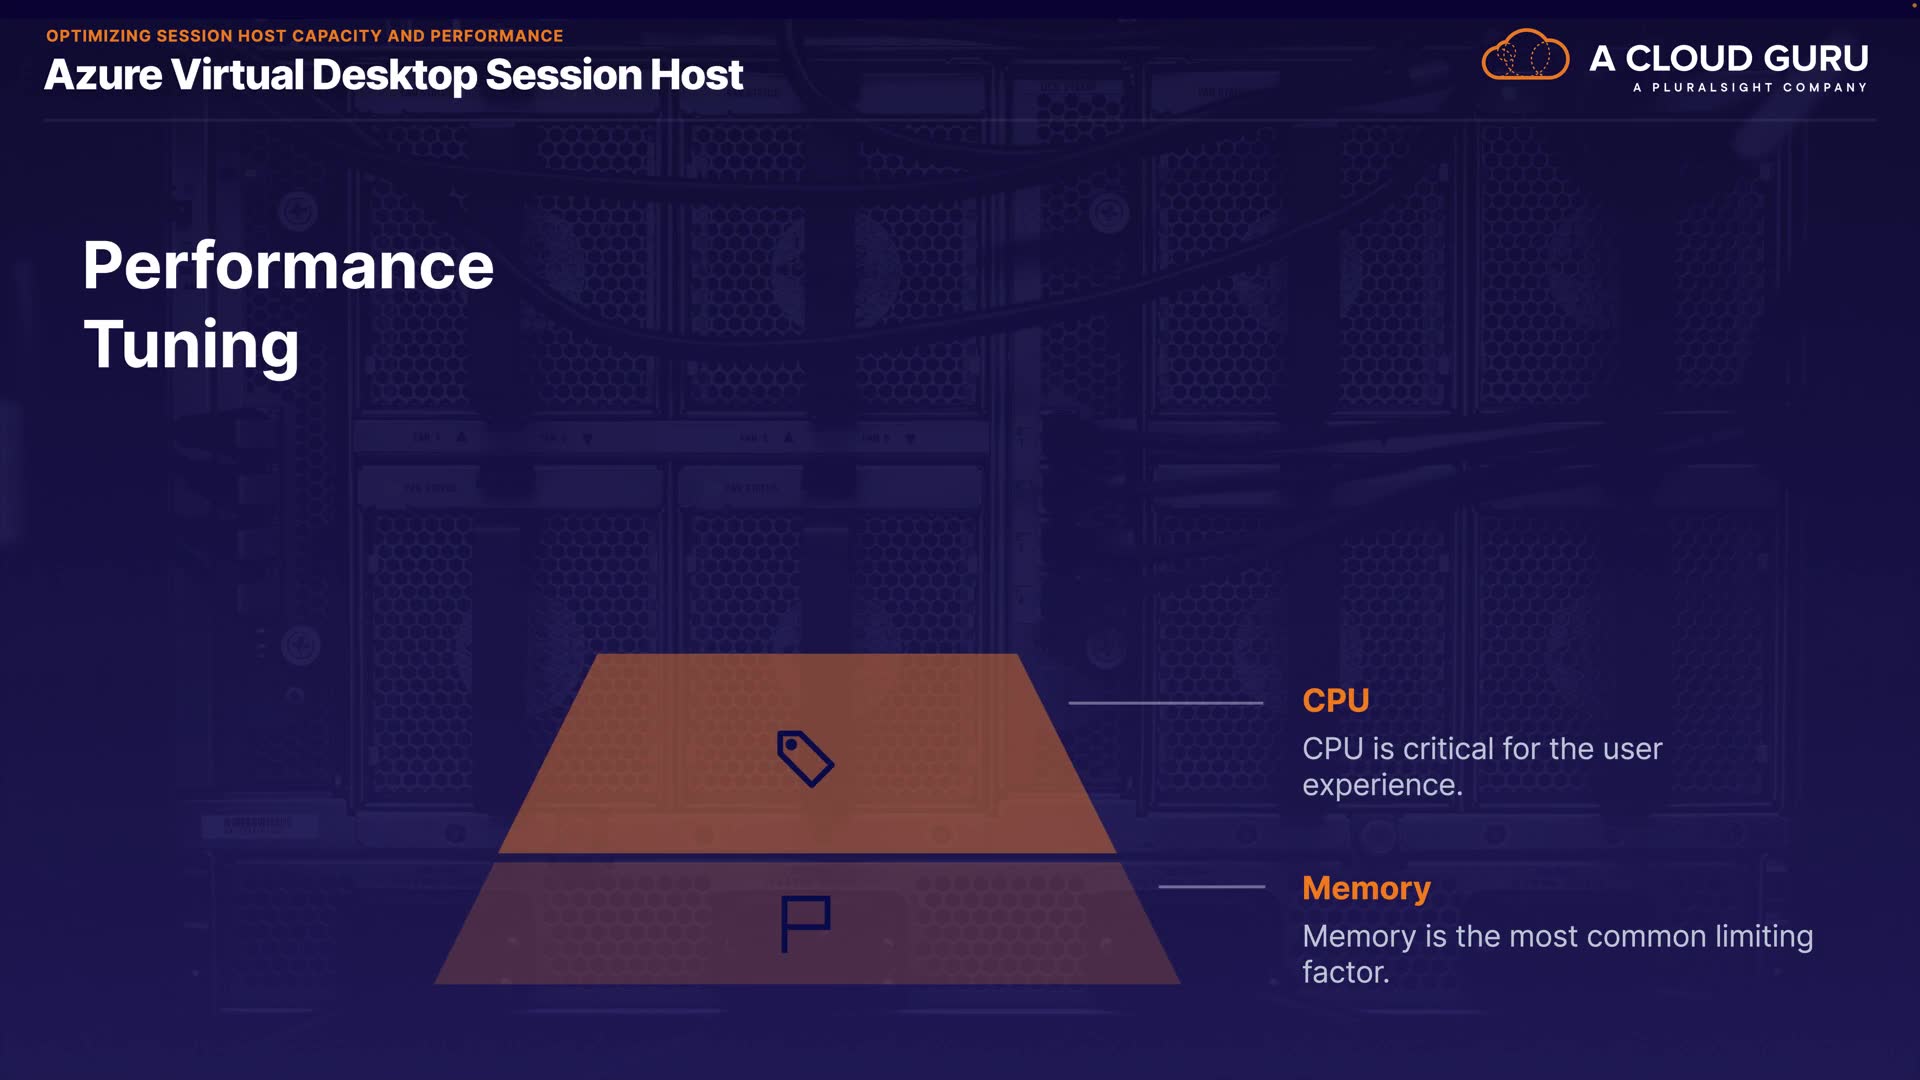 OPTIMIZING SESSION HOST CAPACITY AND PERFORMANCE
Azure Virtual Desktop Session Host
A CLOUD GURU
A PLURALSIGHT COMPANY
Performance
Tuning
CPU
CPU is critical for the user
experience.
Memory
Memory is the most common limiting
factor.